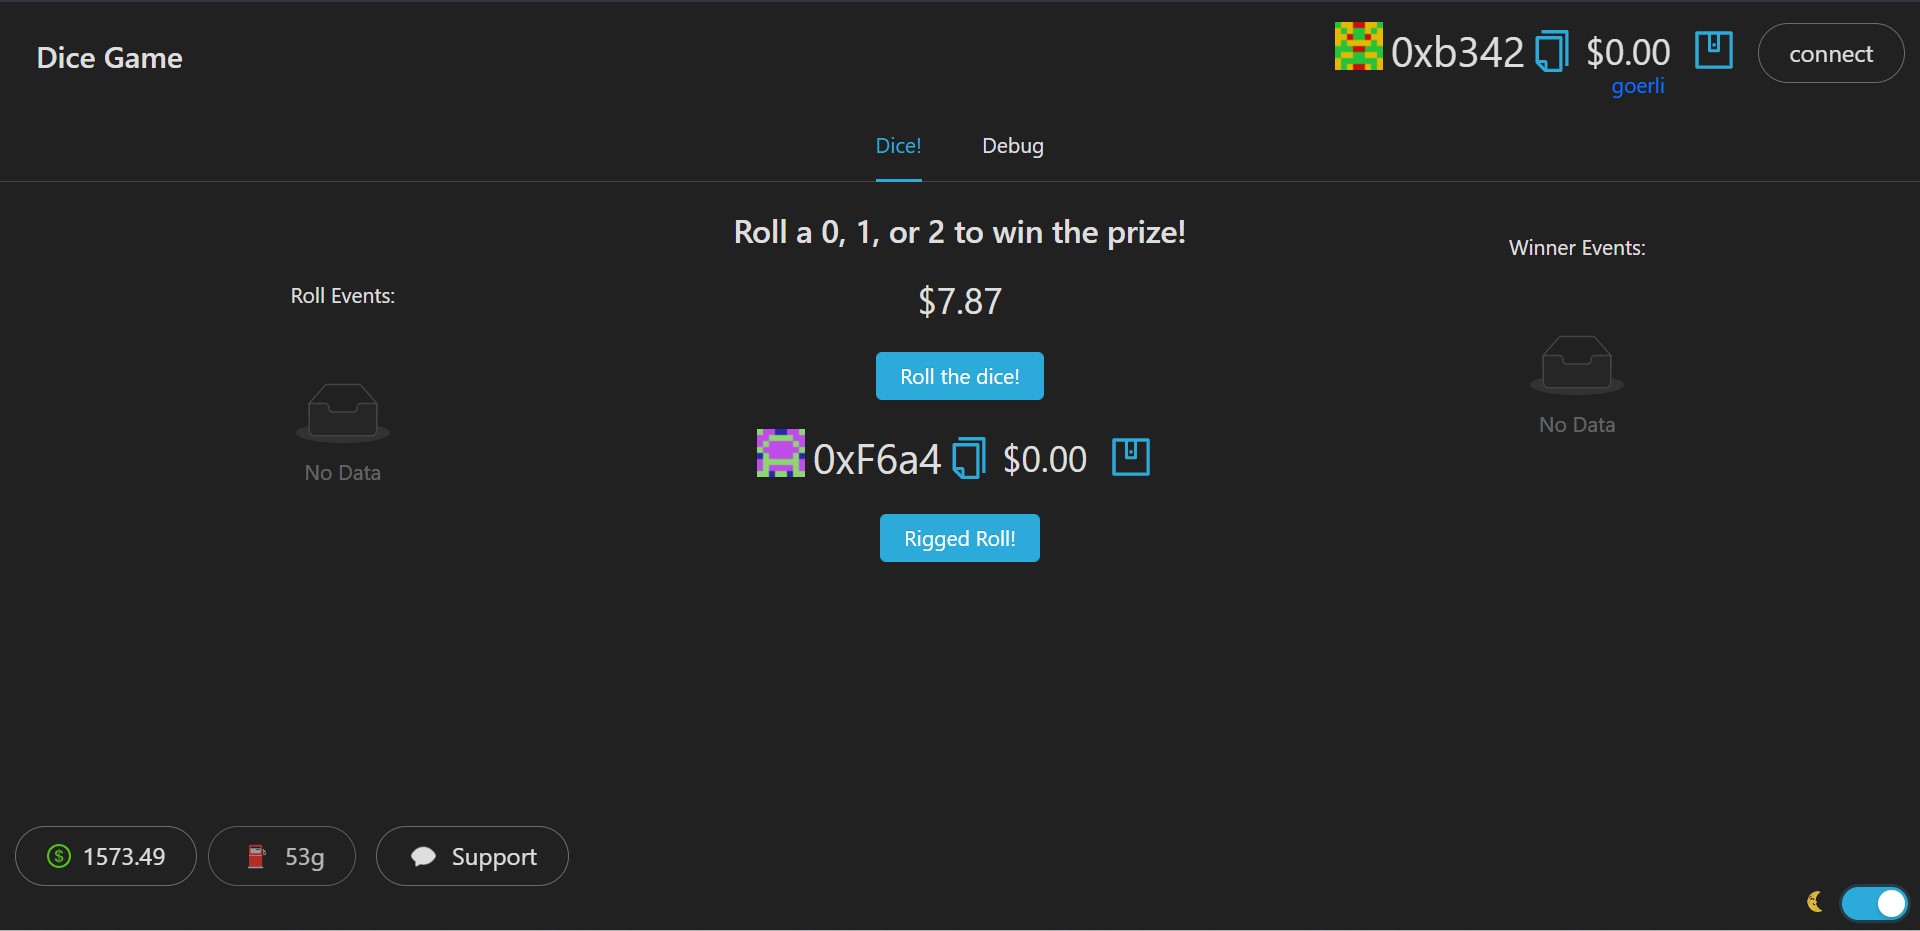 Dice Game
0xb342 $0.00 connect
goerli
Dice! Debug
Roll a 0, 1, or 2 to win the prize!
Winner Events:
Roll Events:
$7.87
Roll the dice!
No Data
0xF6a4 $0.00
No Data
Rigged Roll!
$ 1573.49
53g
Support